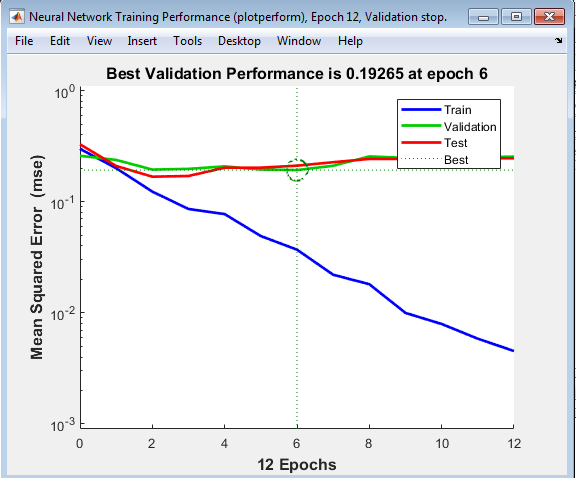 Neural Network Training Performance (plotperform), Epoch 12, Validation stop.
File Edit View Insert Tools Desktop Window Help
Best Validation Performance is 0.19265 at epoch 6
Mean Squared Error (mse)
10^0
10^-1
10^-2
10^-3
Train
Validation
Test
Best
0 2 4 6 8 10 12
12 Epochs